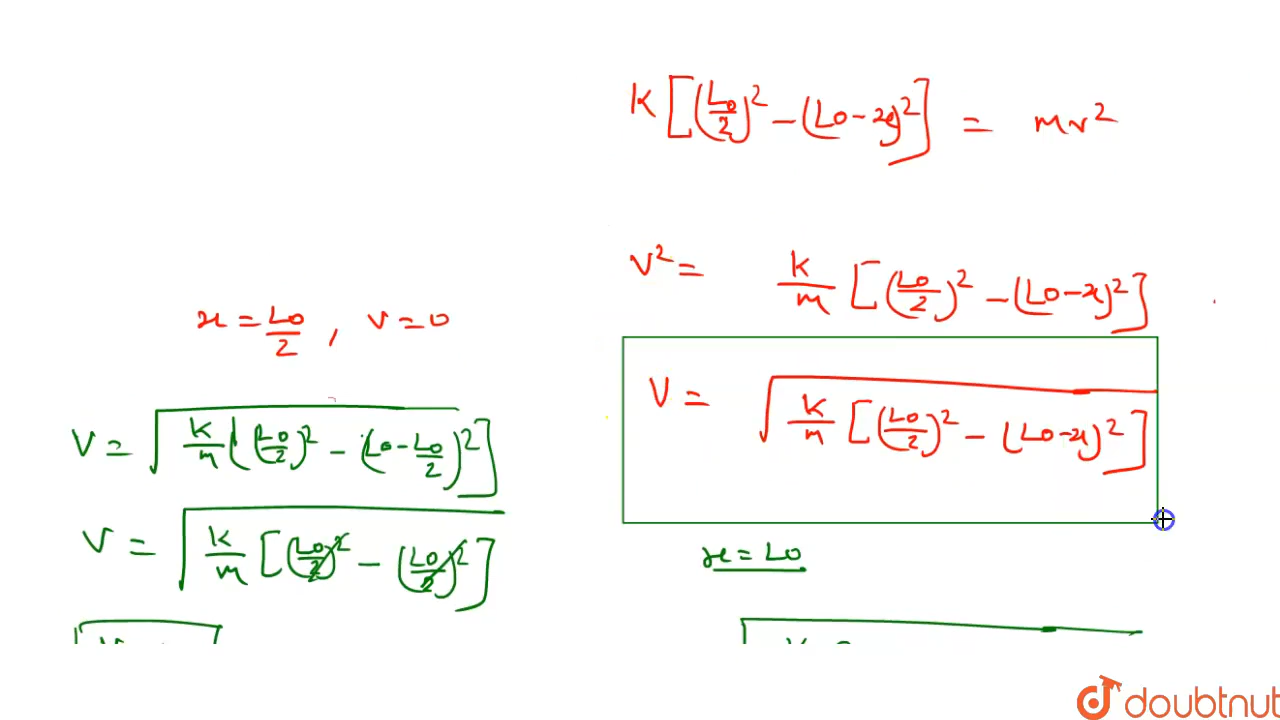 K[(L0/2)² – (L0–x)²] = mv²
v² = K/m [(L0/2)² – (L0–x)²]
x = L0/2 , v = 0
V = √K/m [(L0/2)² – (L0–x)²]
V = √K/m [(L0/2)² – (L0–L0/2)²]
V = √K/m [(L0/2)² – (L0/2)²]
x = L0
doubtnut